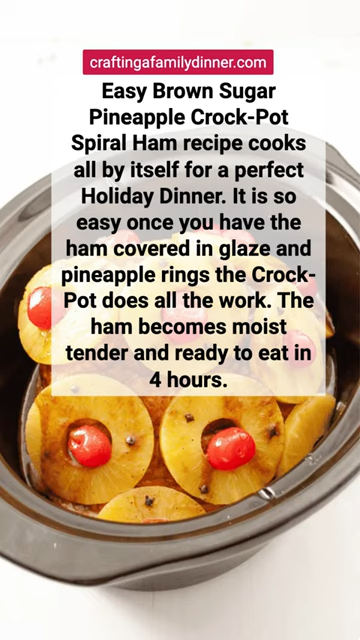 craftingafamilydinner.com
Easy Brown Sugar
Pineapple Crock-Pot
Spiral Ham recipe cooks
all by itself for a perfect
Holiday Dinner. It is so
easy once you have the
ham covered in glaze and
pineapple rings the Crock-
Pot does all the work. The
ham becomes moist
tender and ready to eat in
4 hours.